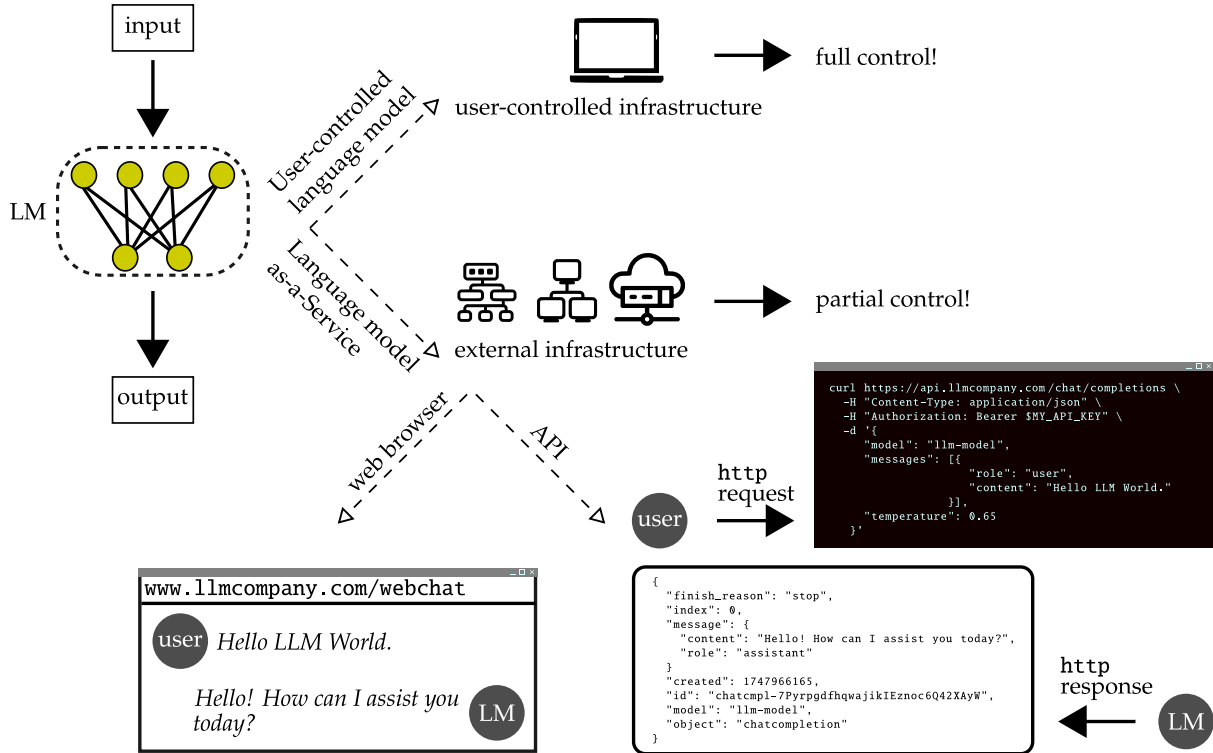 input
LM
output
User-controlled
language model
user-controlled infrastructure
full control!
Language model
as-a-Service
external infrastructure
partial control!
web browser
API
user
http
request
curl https://api.llmcompany.com/chat/completions \
-H "Content-Type: application/json" \
-H "Authorization: Bearer $MY_API_KEY" \
-d '{
"model": "llm-model",
"messages": [{
"role": "user",
"content": "Hello LLM World."
}],
"temperature": 0.65
}'
www.llmcompany.com/webchat
user
Hello LLM World.
Hello! How can I assist you
today?
LM
{
"finish_reason": "stop",
"index": 0,
"message": {
"content": "Hello! How can I assist you today?",
"role": "assistant"
}
"created": 1747966165,
"id": "chatcmpl-7PyrpgdfhqwajikIEznoc6Q42XAyW",
"model": "llm-model",
"object": "chatcompletion"
}
http
response
LM